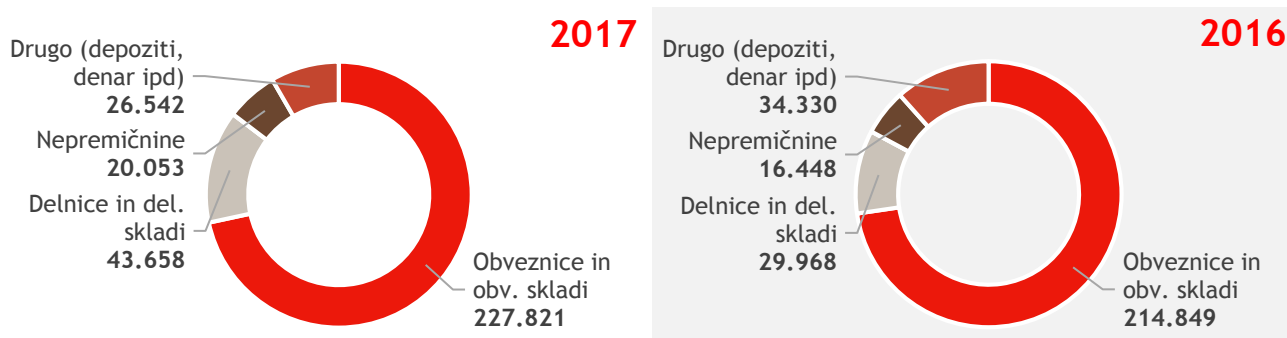 2017
Drugo (depoziti,
denar ipd)
26.542
Nepremičnine
20.053
Delnice in del.
skladi
43.658
Obveznice in
obv. skladi
227.821
2016
Drugo (depoziti,
denar ipd)
34.330
Nepremičnine
16.448
Delnice in del.
skladi
29.968
Obveznice in
obv. skladi
214.849